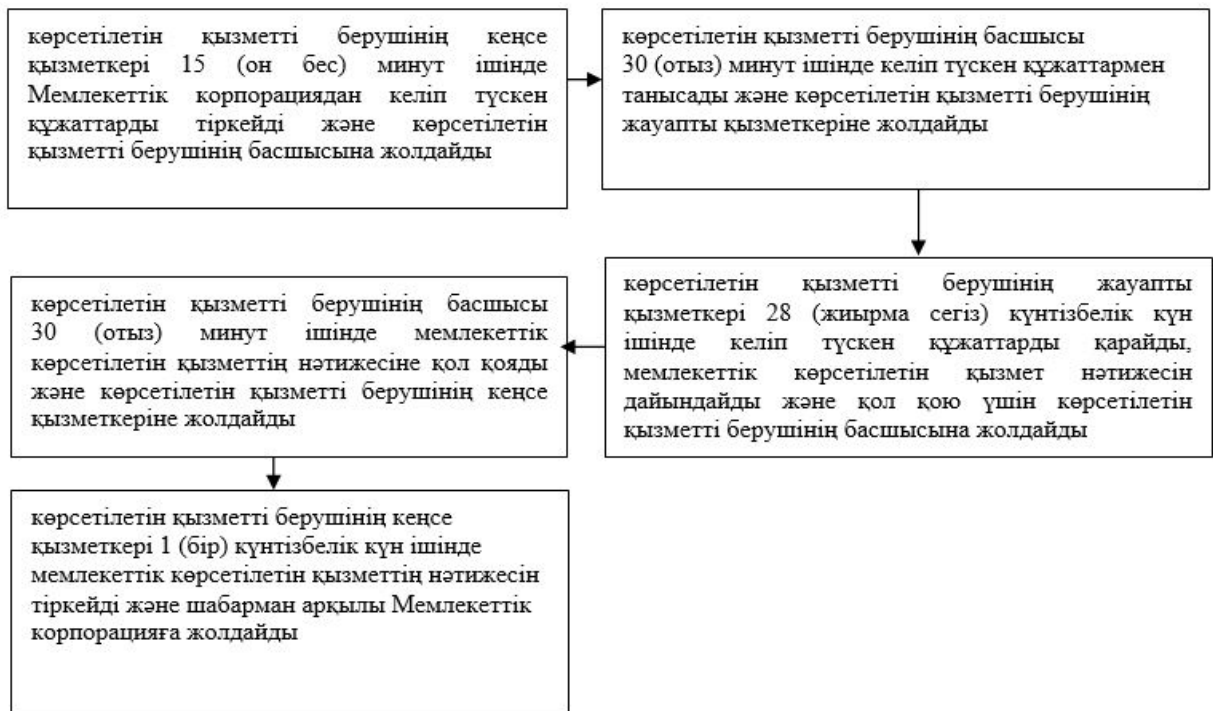 көрсетілетін қызметті берушінің кеңсе
қызметкері 15 (он бес) минут ішінде
Мемлекеттік корпорациядан келіп түскен
құжаттарды тіркейді және көрсетілетін
қызметті берушінің басшысына жолдайды
көрсетілетін қызметті берушінің басшысы
30 (отыз) минут ішінде келіп түскен құжаттармен
танысады және көрсетілетін қызметті берушінің
жауапты қызметкеріне жолдайды
көрсетілетін қызметті берушінің жауапты
қызметкері 28 (жиырма сегіз) күнтізбелік күн
ішінде келіп түскен құжаттарды қарайды,
мемлекеттік көрсетілетін қызмет нәтижесін
дайындайды және қол қою үшін көрсетілетін
қызметті берушінің басшысына жолдайды
көрсетілетін қызметті берушінің басшысы
30 (отыз) минут ішінде мемлекеттік
көрсетілетін қызметтің нәтижесіне қол қояды
және көрсетілетін қызметті берушінің кеңсе
қызметкеріне жолдайды
көрсетілетін қызметті берушінің кеңсе
қызметкері 1 (бір) күнтізбелік күн ішінде
мемлекеттік көрсетілетін қызметтің нәтижесін
тіркейді және шабарман арқылы Мемлекеттік
корпорацияға жолдайды